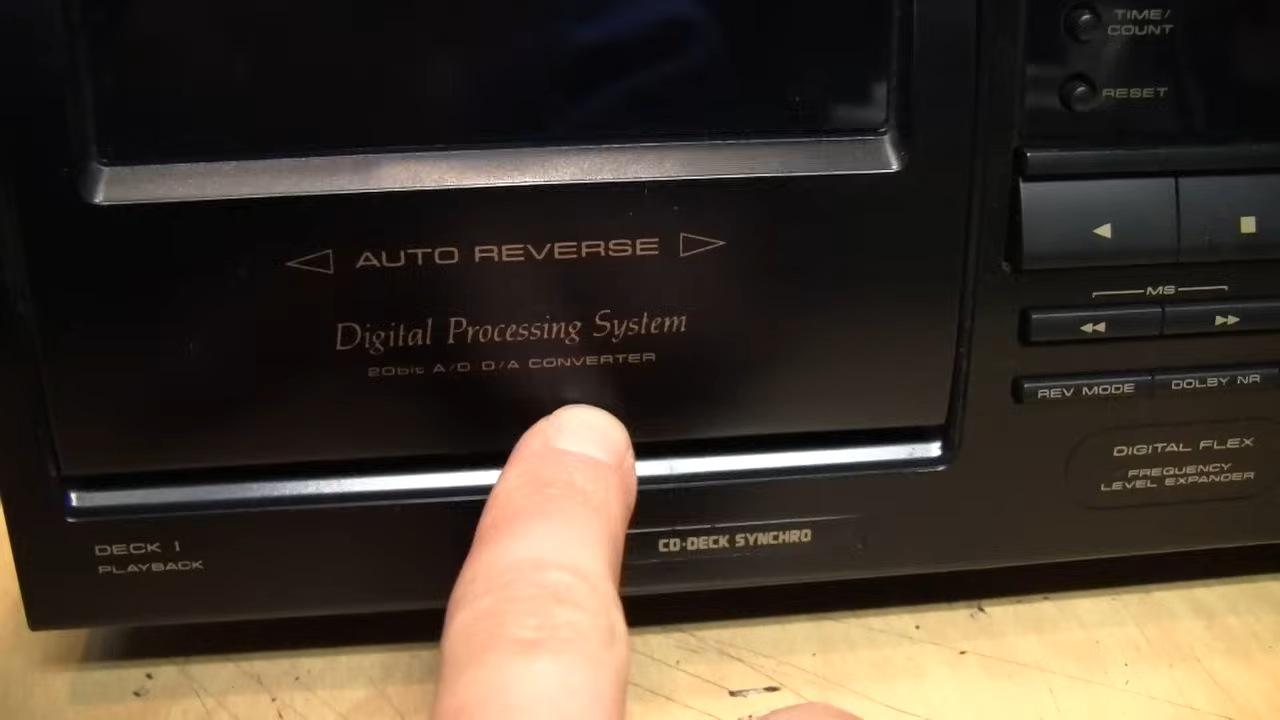 TIME/
COUNT
RESET
AUTO REVERSE
Digital Processing System
20bit A/D D/A CONVERTER
MS
REV MODE
DOLBY NR
DIGITAL FLEX
FREQUENCY
LEVEL EXPANDER
DECK 1
PLAYBACK
CD·DECK SYNCHRO